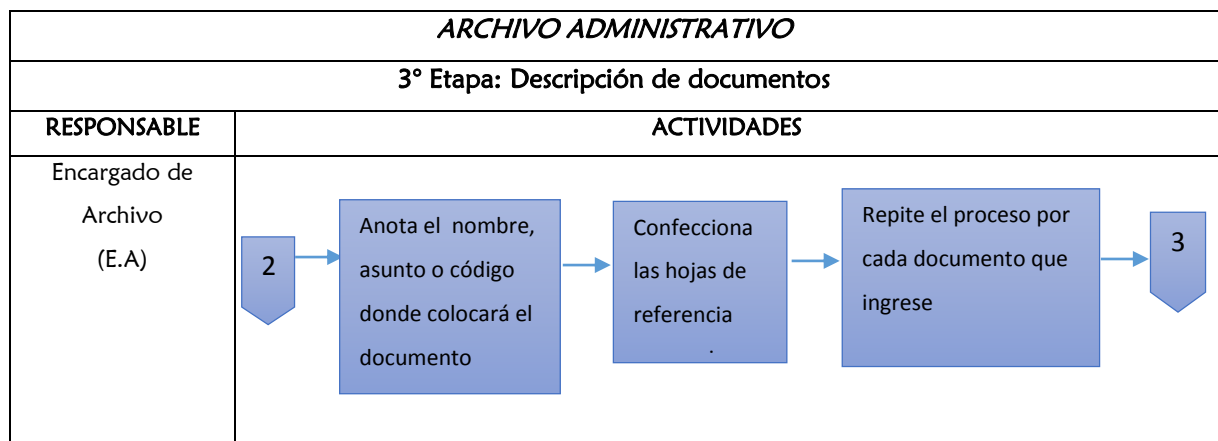 ARCHIVO ADMINISTRATIVO
3° Etapa: Descripción de documentos
RESPONSABLE
ACTIVIDADES
Encargado de
Archivo
(E.A)
2
Anota el nombre,
asunto o código
donde colocará el
documento
Confecciona
las hojas de
referencia
.
Repite el proceso por
cada documento que
ingrese
3